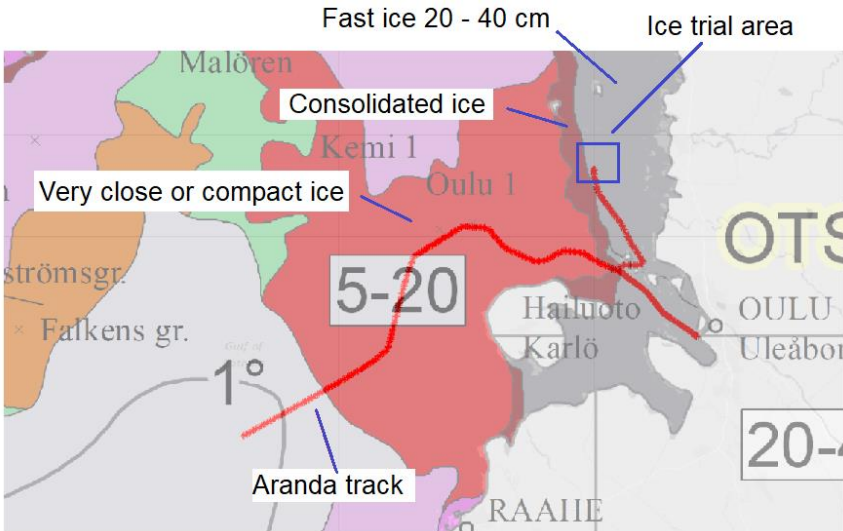 Fast ice 20 - 40 cm
Ice trial area
Malören
Consolidated ice
Kemi 1
Very close or compact ice
Oulu 1
OTS
strömsgr.
5-20
Hailuoto
OULU
Falkens gr.
Karlö
Uleåbor
1°
20-4
Aranda track
RAAHE